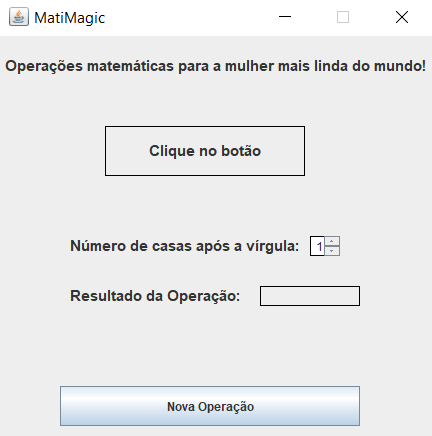 MatiMagic
Operações matemáticas para a mulher mais linda do mundo!
Clique no botão
Número de casas após a vírgula: 1
Resultado da Operação:
Nova Operação